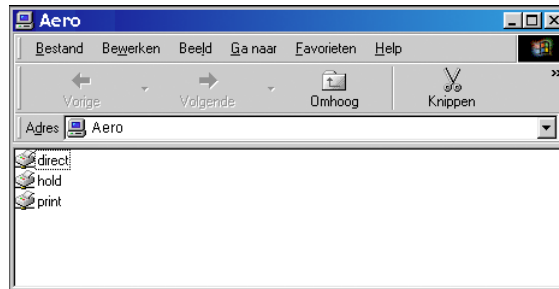 Aero
Bestand Bewerken Beeld Ga naar Favorieten Help
Vorige Volgende Omhoog Knippen »
Adres Aero
direct
hold
print